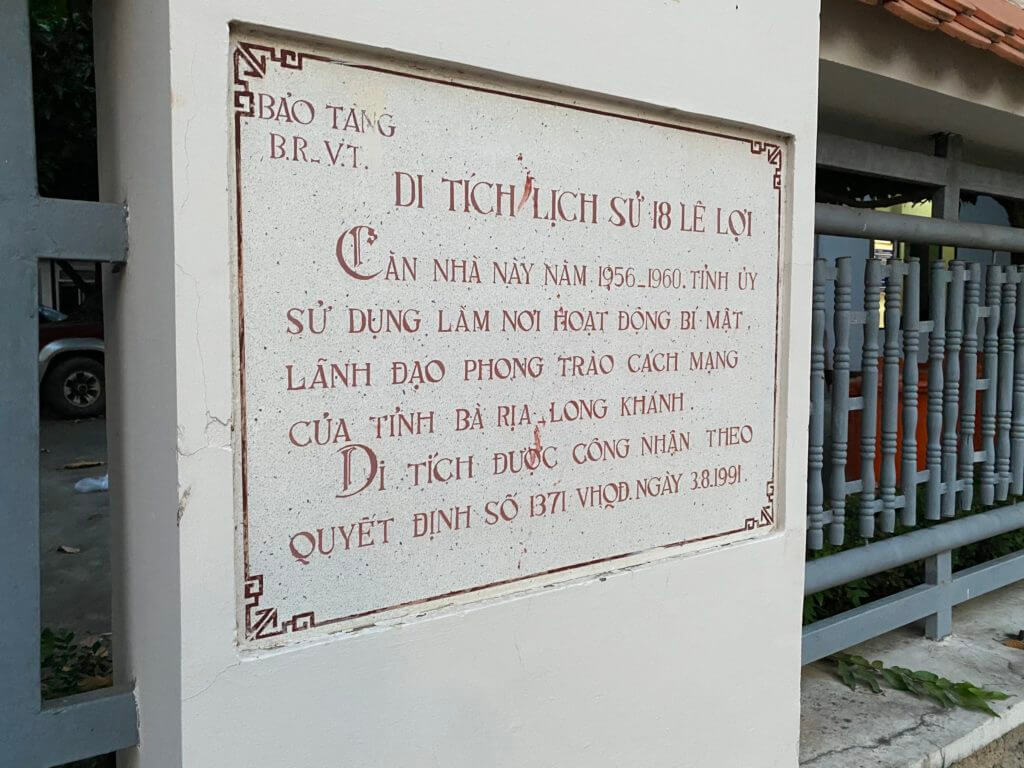 BẢO TÀNG
B.R_V.T.
DI TÍCH LỊCH SỬ 18 LÊ LỢI
CĂN NHÀ NÀY NĂM 1956_1960. TỈNH ỦY
SỬ DỤNG LÀM NƠI HOẠT ĐỘNG BÍ MẬT,
LÃNH ĐẠO PHONG TRÀO CÁCH MẠNG
CỦA TỈNH BÀ RỊA_LONG KHÁNH.
DI TÍCH ĐƯỢC CÔNG NHẬN THEO
QUYẾT ĐỊNH SỐ 1371 VHQĐ. NGÀY 3.8.1991.